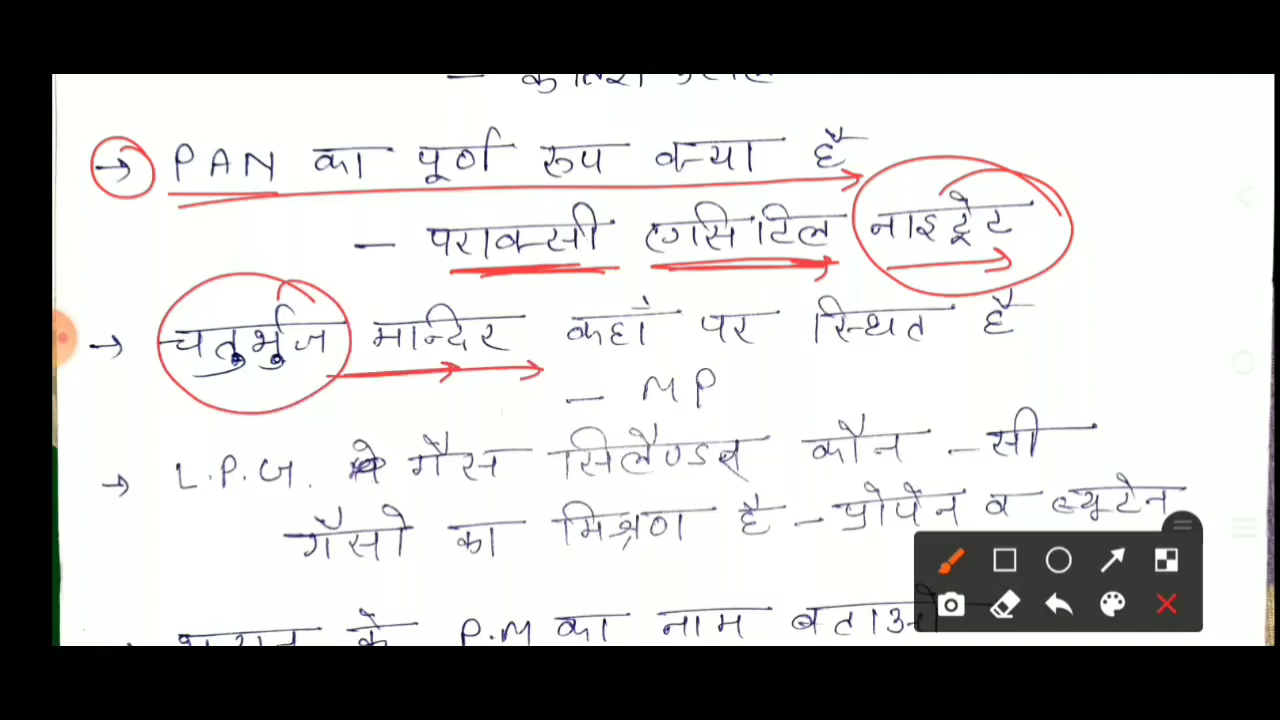 → PAN का पूर्ण रूप क्या है
- पराक्सी एसिटिल नाइट्रेट
→ चतुर्भुज मन्दिर कहाँ पर स्थित है
- MP
→ L.P.G. के गैस सिलैण्डर कौन-सी
गैसो का मिश्रण है - प्रोपेन व ब्यूटेन
के P.M का नाम बताओ